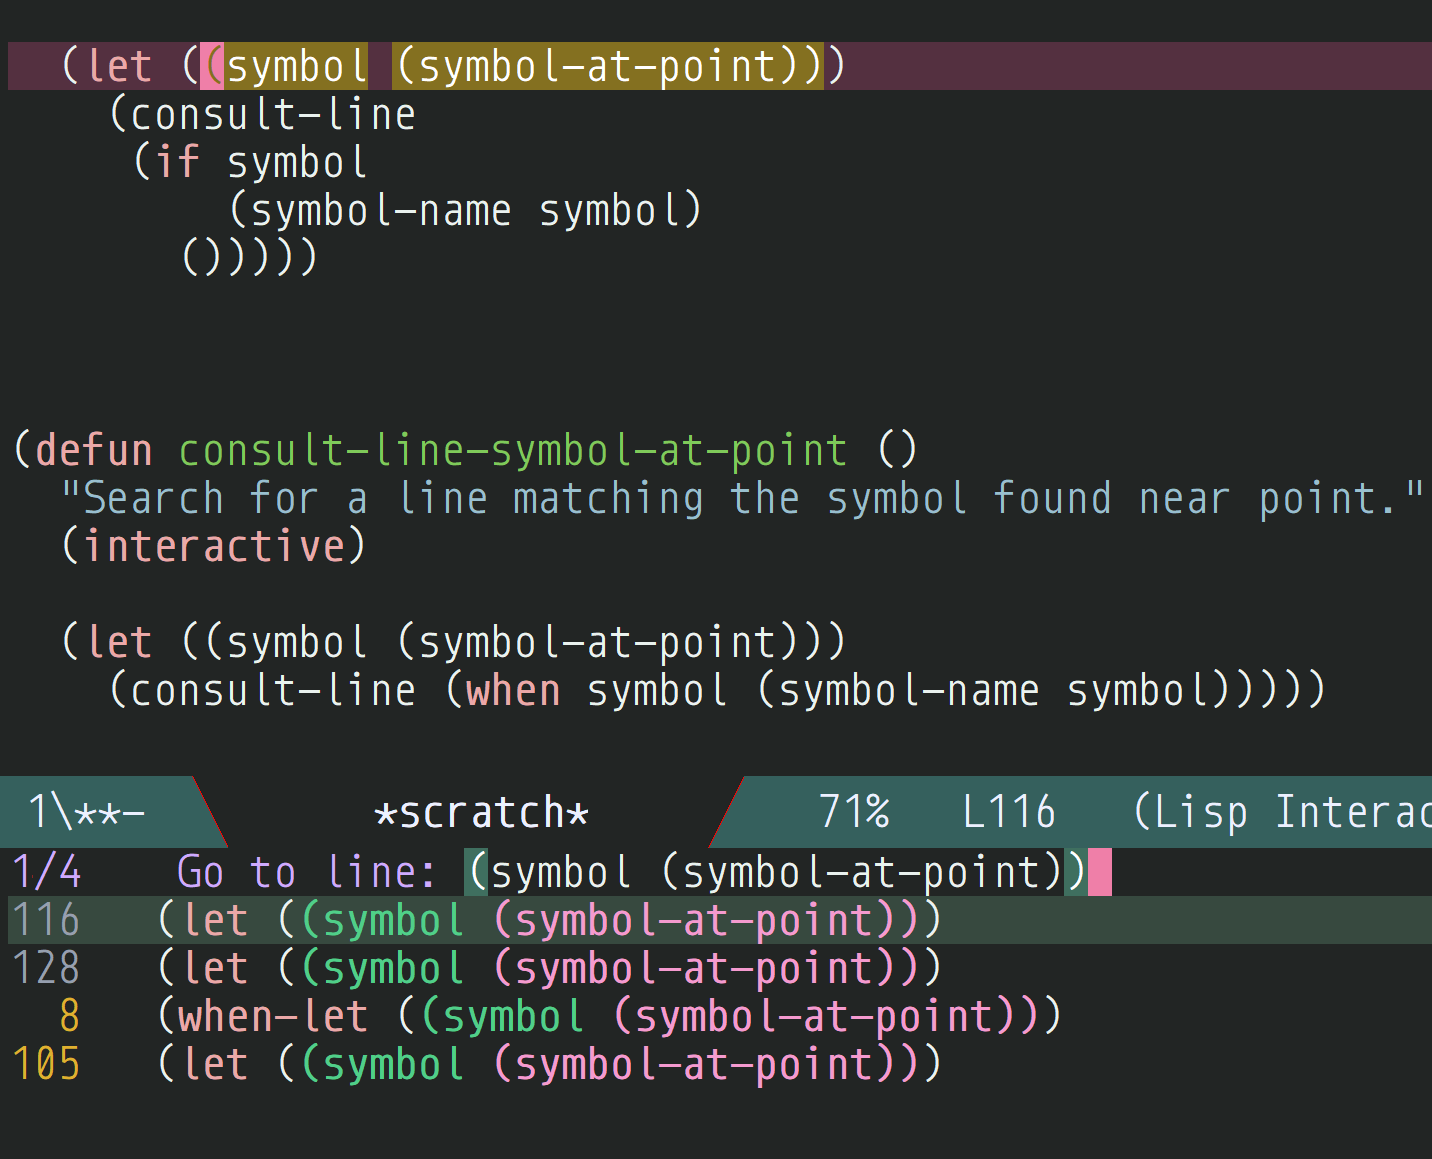 (let ((symbol (symbol-at-point)))
(consult-line
(if symbol
(symbol-name symbol)
()))))
(defun consult-line-symbol-at-point ()
"Search for a line matching the symbol found near point."
(interactive)
(let ((symbol (symbol-at-point)))
(consult-line (when symbol (symbol-name symbol)))))
1\**- *scratch* 71% L116 (Lisp Interac
1/4 Go to line: (symbol (symbol-at-point))
116 (let ((symbol (symbol-at-point)))
128 (let ((symbol (symbol-at-point)))
8 (when-let ((symbol (symbol-at-point)))
105 (let ((symbol (symbol-at-point)))